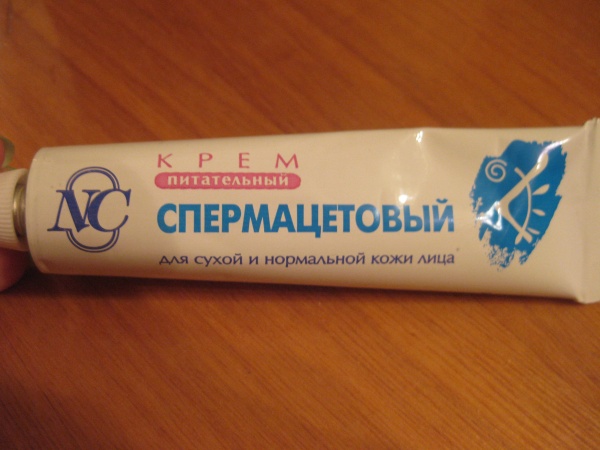 КРЕМ
питательный
NC
СПЕРМАЦЕТОВЫЙ
для сухой и нормальной кожи лица